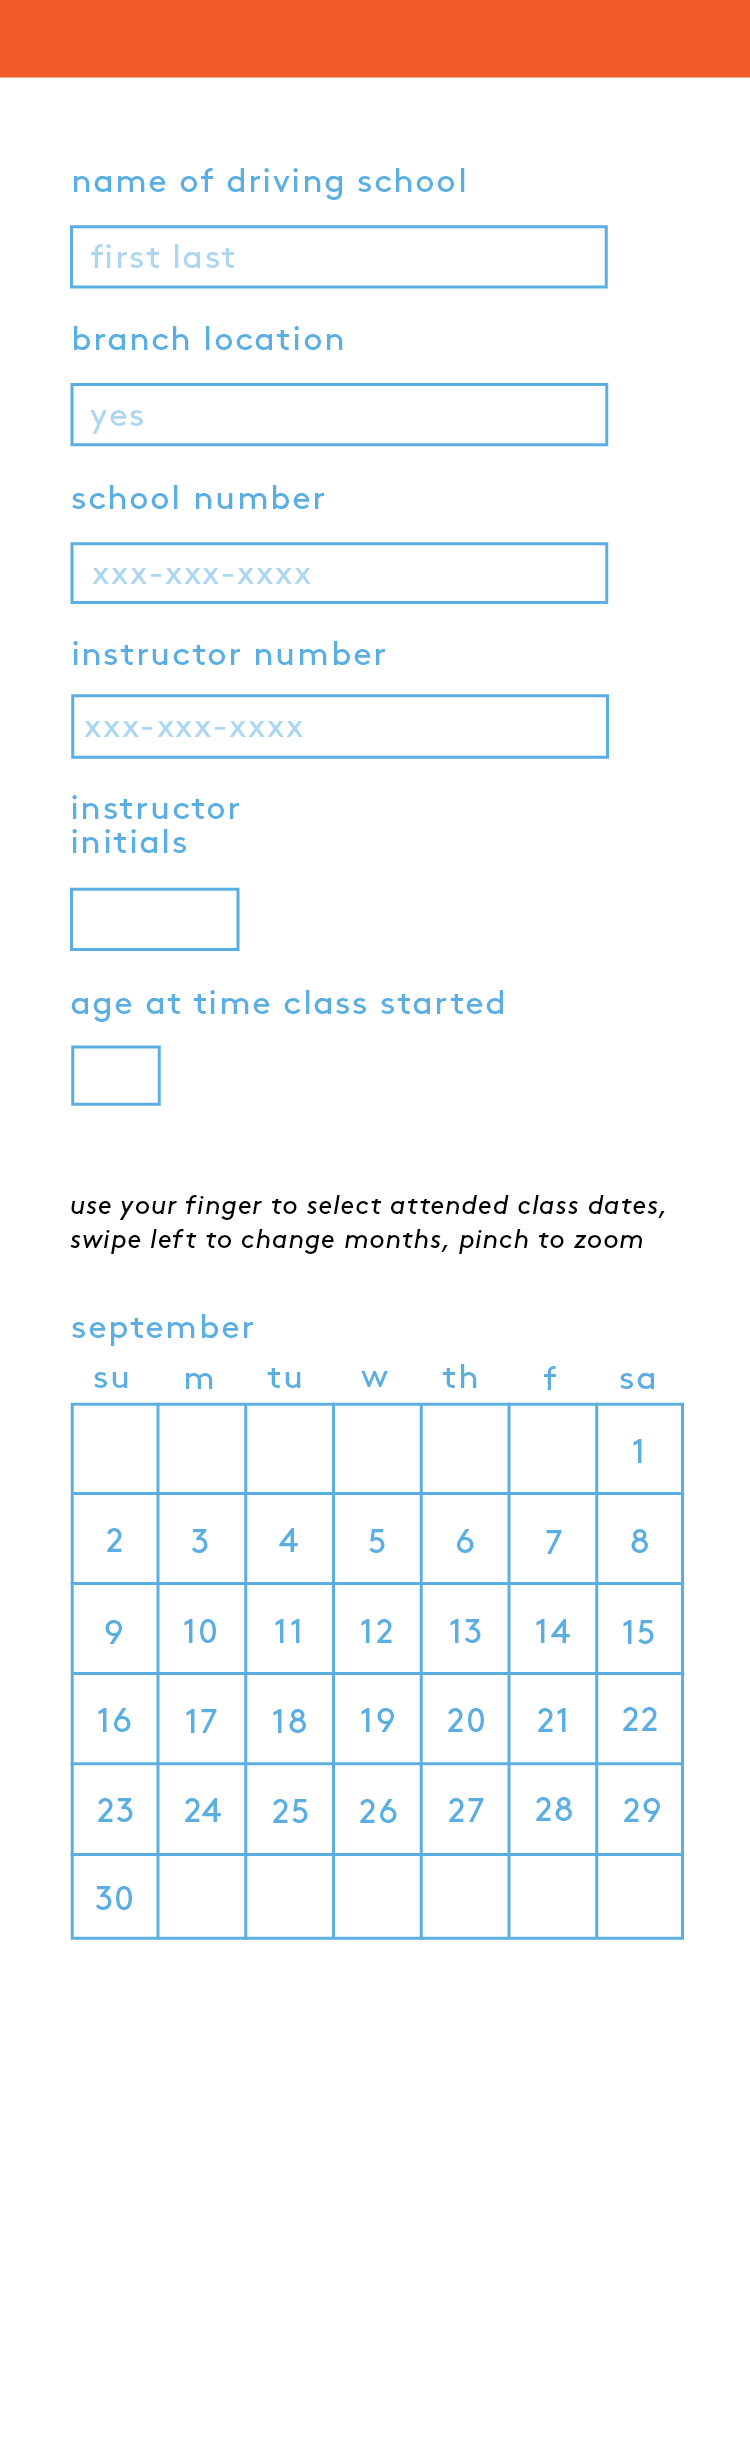 name of driving school
first last
branch location
yes
school number
xxx-xxx-xxxx
instructor number
xxx-xxx-xxxx
instructor
initials
age at time class started
use your finger to select attended class dates,
swipe left to change months, pinch to zoom
september
su m tu w th f sa
1
2 3 4 5 6 7 8
9 10 11 12 13 14 15
16 17 18 19 20 21 22
23 24 25 26 27 28 29
30